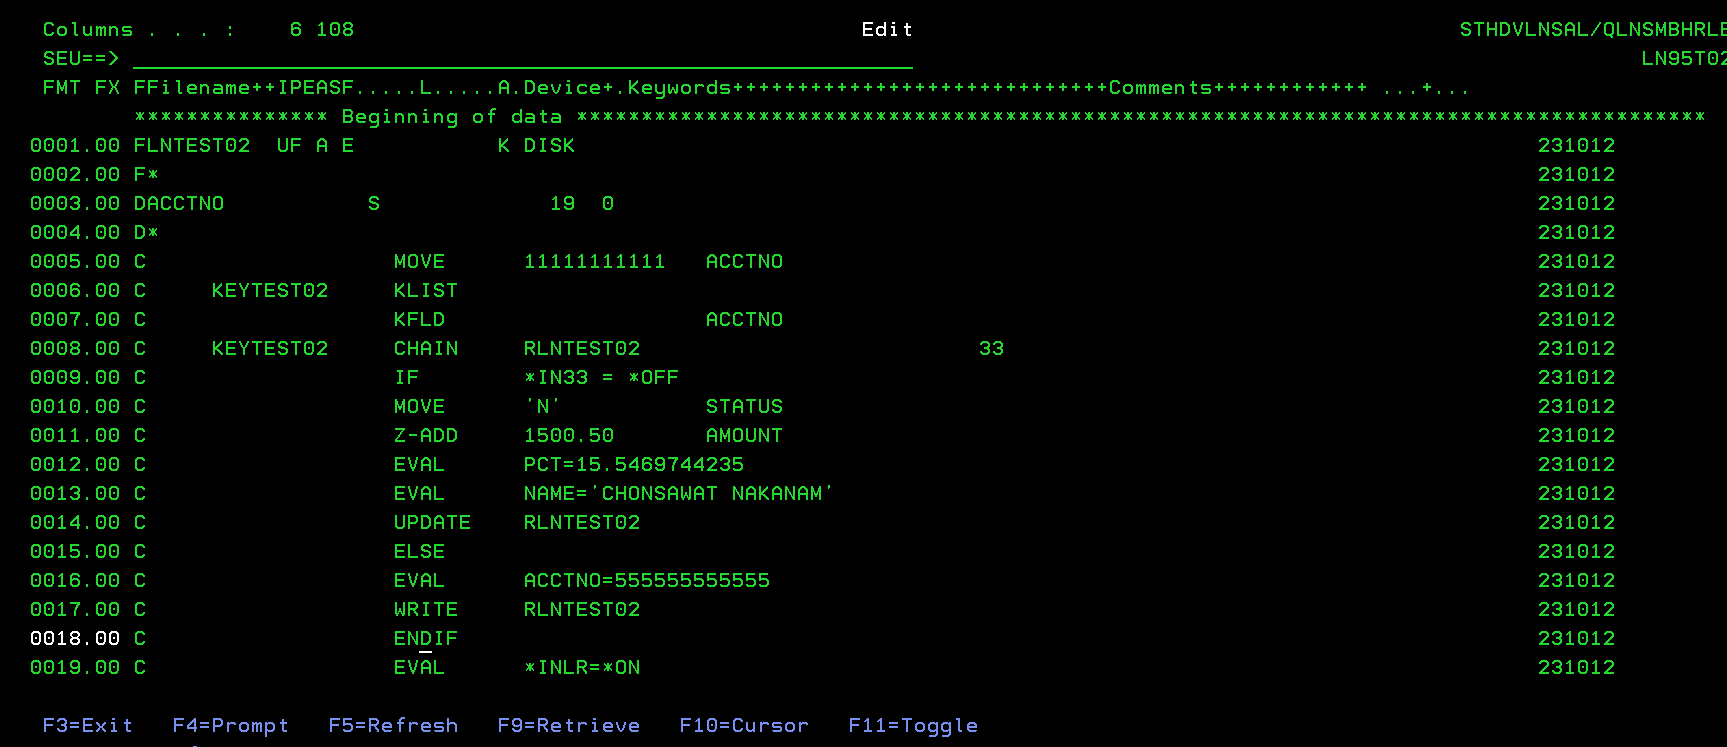 Columns . . . :    6 108                                        Edit                                          STHDVLNSAL/QLNSMBHRLE
SEU==>                                                                                                                      LN95T02
FMT FX FFilename++IPEASF.....L.....A.Device+.Keywords+++++++++++++++++++++++++++++Comments++++++++++++ ...+...
*************** Beginning of data ***************************************************************************************
0001.00 FLNTEST02  UF A E           K DISK                                                                          231012
0002.00 F*                                                                                                          231012
0003.00 DACCTNO           S             19  0                                                                       231012
0004.00 D*                                                                                                          231012
0005.00 C                   MOVE      11111111111   ACCTNO                                                          231012
0006.00 C     KEYTEST02     KLIST                                                                                   231012
0007.00 C                   KFLD                    ACCTNO                                                          231012
0008.00 C     KEYTEST02     CHAIN     RLNTEST02                          33                                         231012
0009.00 C                   IF        *IN33 = *OFF                                                                  231012
0010.00 C                   MOVE      'N'           STATUS                                                          231012
0011.00 C                   Z-ADD     1500.50       AMOUNT                                                          231012
0012.00 C                   EVAL      PCT=15.5469744235                                                             231012
0013.00 C                   EVAL      NAME='CHONSAWAT NAKANAM'                                                      231012
0014.00 C                   UPDATE    RLNTEST02                                                                     231012
0015.00 C                   ELSE                                                                                    231012
0016.00 C                   EVAL      ACCTNO=555555555555                                                           231012
0017.00 C                   WRITE     RLNTEST02                                                                     231012
0018.00 C                   ENDIF                                                                                   231012
0019.00 C                   EVAL      *INLR=*ON                                                                     231012
F3=Exit   F4=Prompt   F5=Refresh   F9=Retrieve   F10=Cursor   F11=Toggle